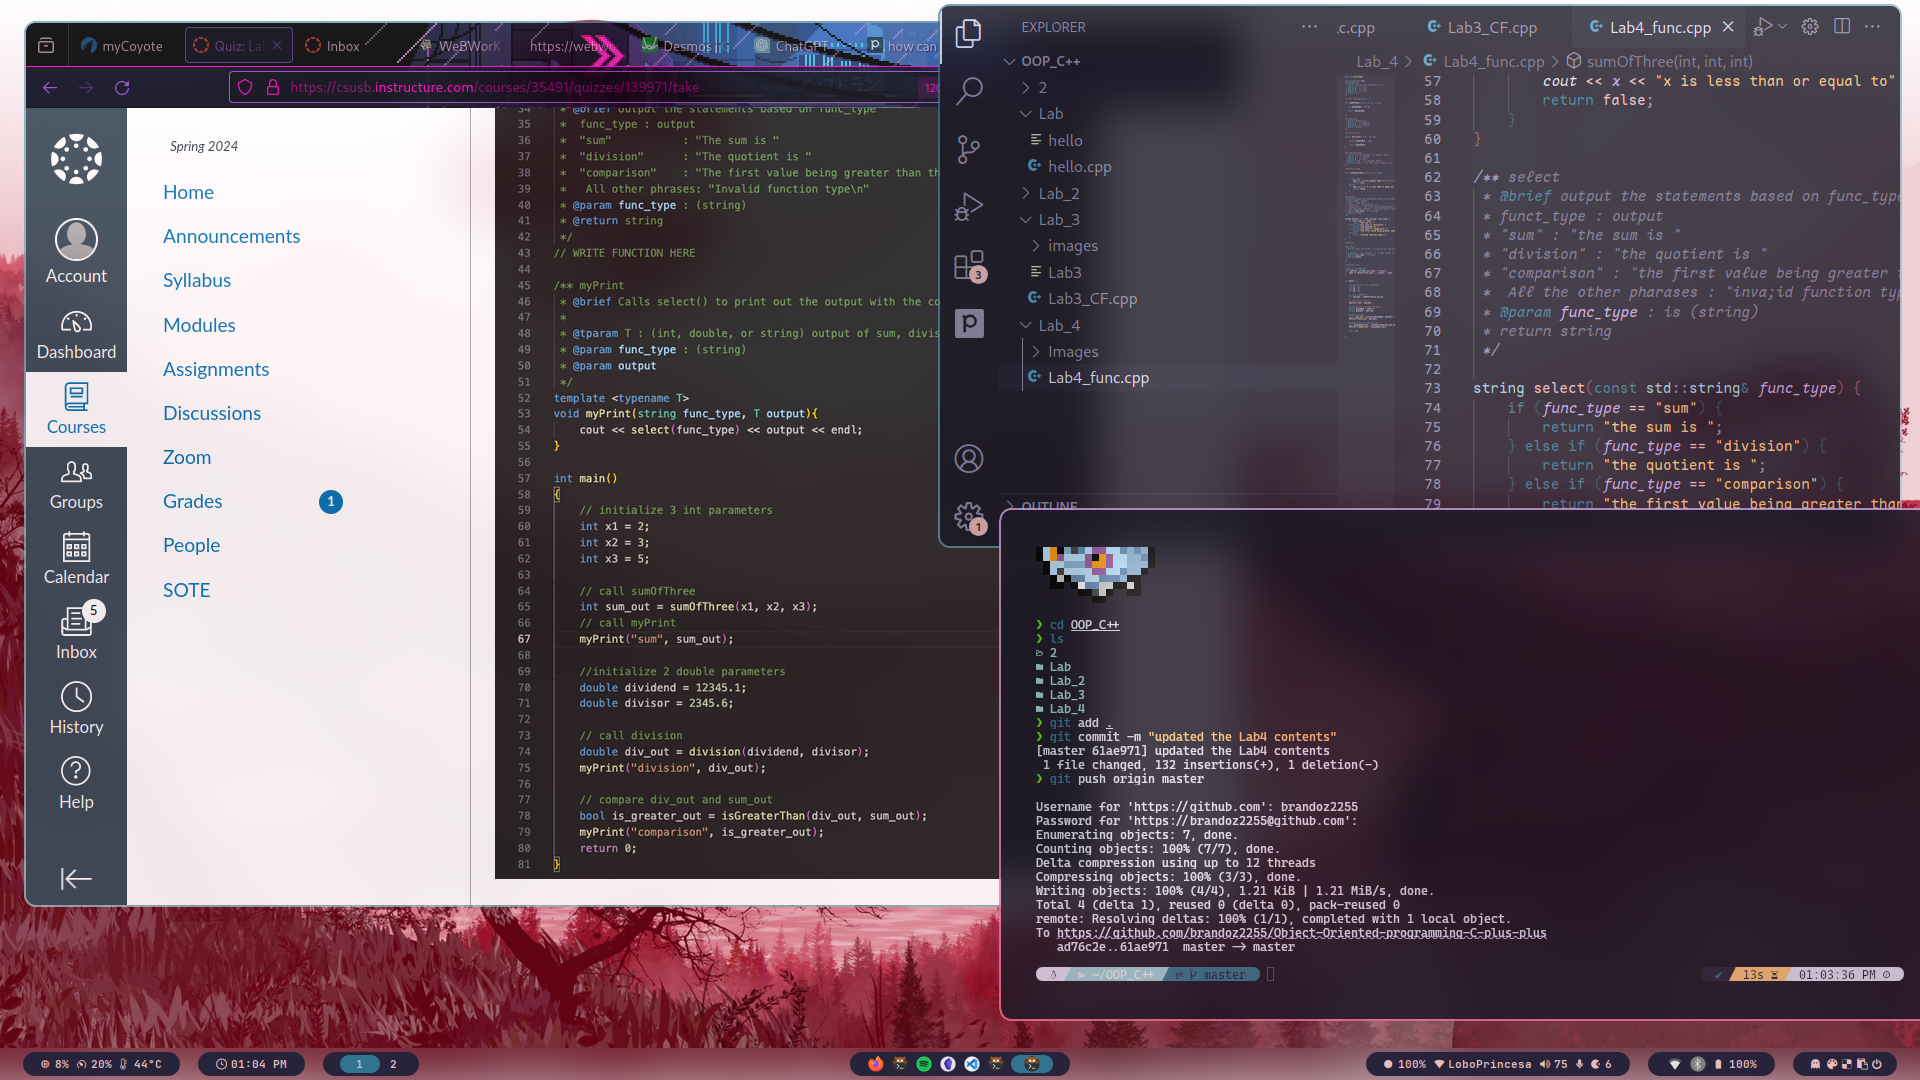 myCoyote
Quiz: La
Inbox
WeBWorK
https://webw
Desmos | G
ChatGPT
how can
https://csusb.instructure.com/courses/35491/quizzes/139971/take
120
Account
Dashboard
Courses
Groups
Calendar
5
Inbox
History
Help
Spring 2024
Home
Announcements
Syllabus
Modules
Assignments
Discussions
Zoom
Grades
1
People
SOTE
34 * @brief output the statements based on func_type
35 *  func_type : output
36 *  "sum"           : "The sum is "
37 *  "division"      : "The quotient is "
38 *  "comparison"    : "The first value being greater than th
39 *   All other phrases: "Invalid function type\n"
40 * @param func_type : (string)
41 * @return string
42 */
43 // WRITE FUNCTION HERE
44
45 /** myPrint
46 * @brief Calls select() to print out the output with the co
47 *
48 * @tparam T : (int, double, or string) output of sum, divis
49 * @param func_type : (string)
50 * @param output
51 */
52 template <typename T>
53 void myPrint(string func_type, T output){
54     cout << select(func_type) << output << endl;
55 }
56
57 int main()
58 {
59     // initialize 3 int parameters
60     int x1 = 2;
61     int x2 = 3;
62     int x3 = 5;
63
64     // call sumOfThree
65     int sum_out = sumOfThree(x1, x2, x3);
66     // call myPrint
67     myPrint("sum", sum_out);
68
69     //initialize 2 double parameters
70     double dividend = 12345.1;
71     double divisor = 2345.6;
72
73     // call division
74     double div_out = division(dividend, divisor);
75     myPrint("division", div_out);
76
77     // compare div_out and sum_out
78     bool is_greater_out = isGreaterThan(div_out, sum_out);
79     myPrint("comparison", is_greater_out);
80     return 0;
81 }
EXPLORER
OOP_C++
2
Lab
hello
hello.cpp
Lab_2
Lab_3
images
Lab3
Lab3_CF.cpp
Lab_4
Images
Lab4_func.cpp
OUTLINE
3
1
:c.cpp
Lab3_CF.cpp
Lab4_func.cpp
Lab_4 > Lab4_func.cpp > sumOfThree(int, int, int)
57 cout << x << "x is less than or equal to"
58 return false;
59 }
60 }
61
62 /** select
63 * @brief output the statements based on func_type
64 * funct_type : output
65 * "sum" : "the sum is "
66 * "division" : "the quotient is "
67 * "comparison" : "the first value being greater t
68 *  All the other pharases : "inva;id function typ
69 * @param func_type : is (string)
70 * return string
71 */
72
73 string select(const std::string& func_type) {
74 if (func_type == "sum") {
75 return "the sum is ";
76 } else if (func_type == "division") {
77 return "the quotient is ";
78 } else if (func_type == "comparison") {
79 return "the first value being greater than
❯ cd OOP_C++
❯ ls
2
Lab
Lab_2
Lab_3
Lab_4
❯ git add .
❯ git commit -m "updated the Lab4 contents"
[master 61ae971] updated the Lab4 contents
1 file changed, 132 insertions(+), 1 deletion(-)
❯ git push origin master
Username for 'https://github.com': brandoz2255
Password for 'https://brandoz2255@github.com':
Enumerating objects: 7, done.
Counting objects: 100% (7/7), done.
Delta compression using up to 12 threads
Compressing objects: 100% (3/3), done.
Writing objects: 100% (4/4), 1.21 KiB | 1.21 MiB/s, done.
Total 4 (delta 1), reused 0 (delta 0), pack-reused 0
remote: Resolving deltas: 100% (1/1), completed with 1 local object.
To https://github.com/brandoz2255/Object-Oriented-programming-C-plus-plus
ad76c2e..61ae971  master -> master
~/OOP_C++ master
✓ 13s 01:03:36 PM
8% 20% 44°C
01:04 PM
1 2
100% LoboPrincesa 75 6
100%